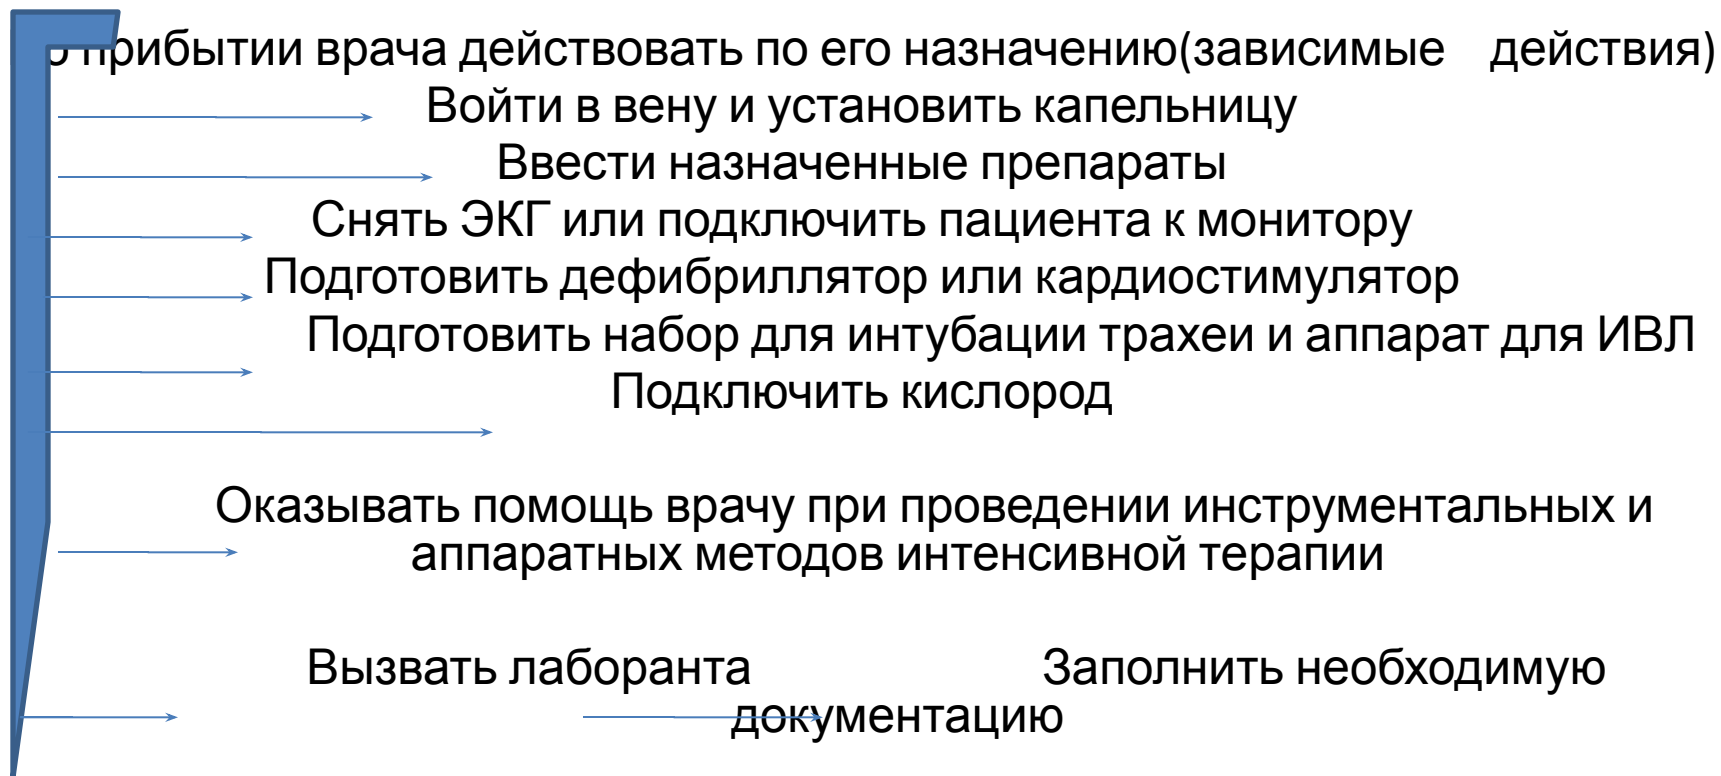 прибытии врача действовать по его назначению(зависимые действия)
Войти в вену и установить капельницу
Ввести назначенные препараты
Снять ЭКГ или подключить пациента к монитору
Подготовить дефибриллятор или кардиостимулятор
Подготовить набор для интубации трахеи и аппарат для ИВЛ
Подключить кислород
Оказывать помощь врачу при проведении инструментальных и
аппаратных методов интенсивной терапии
Вызвать лаборанта Заполнить необходимую
документацию